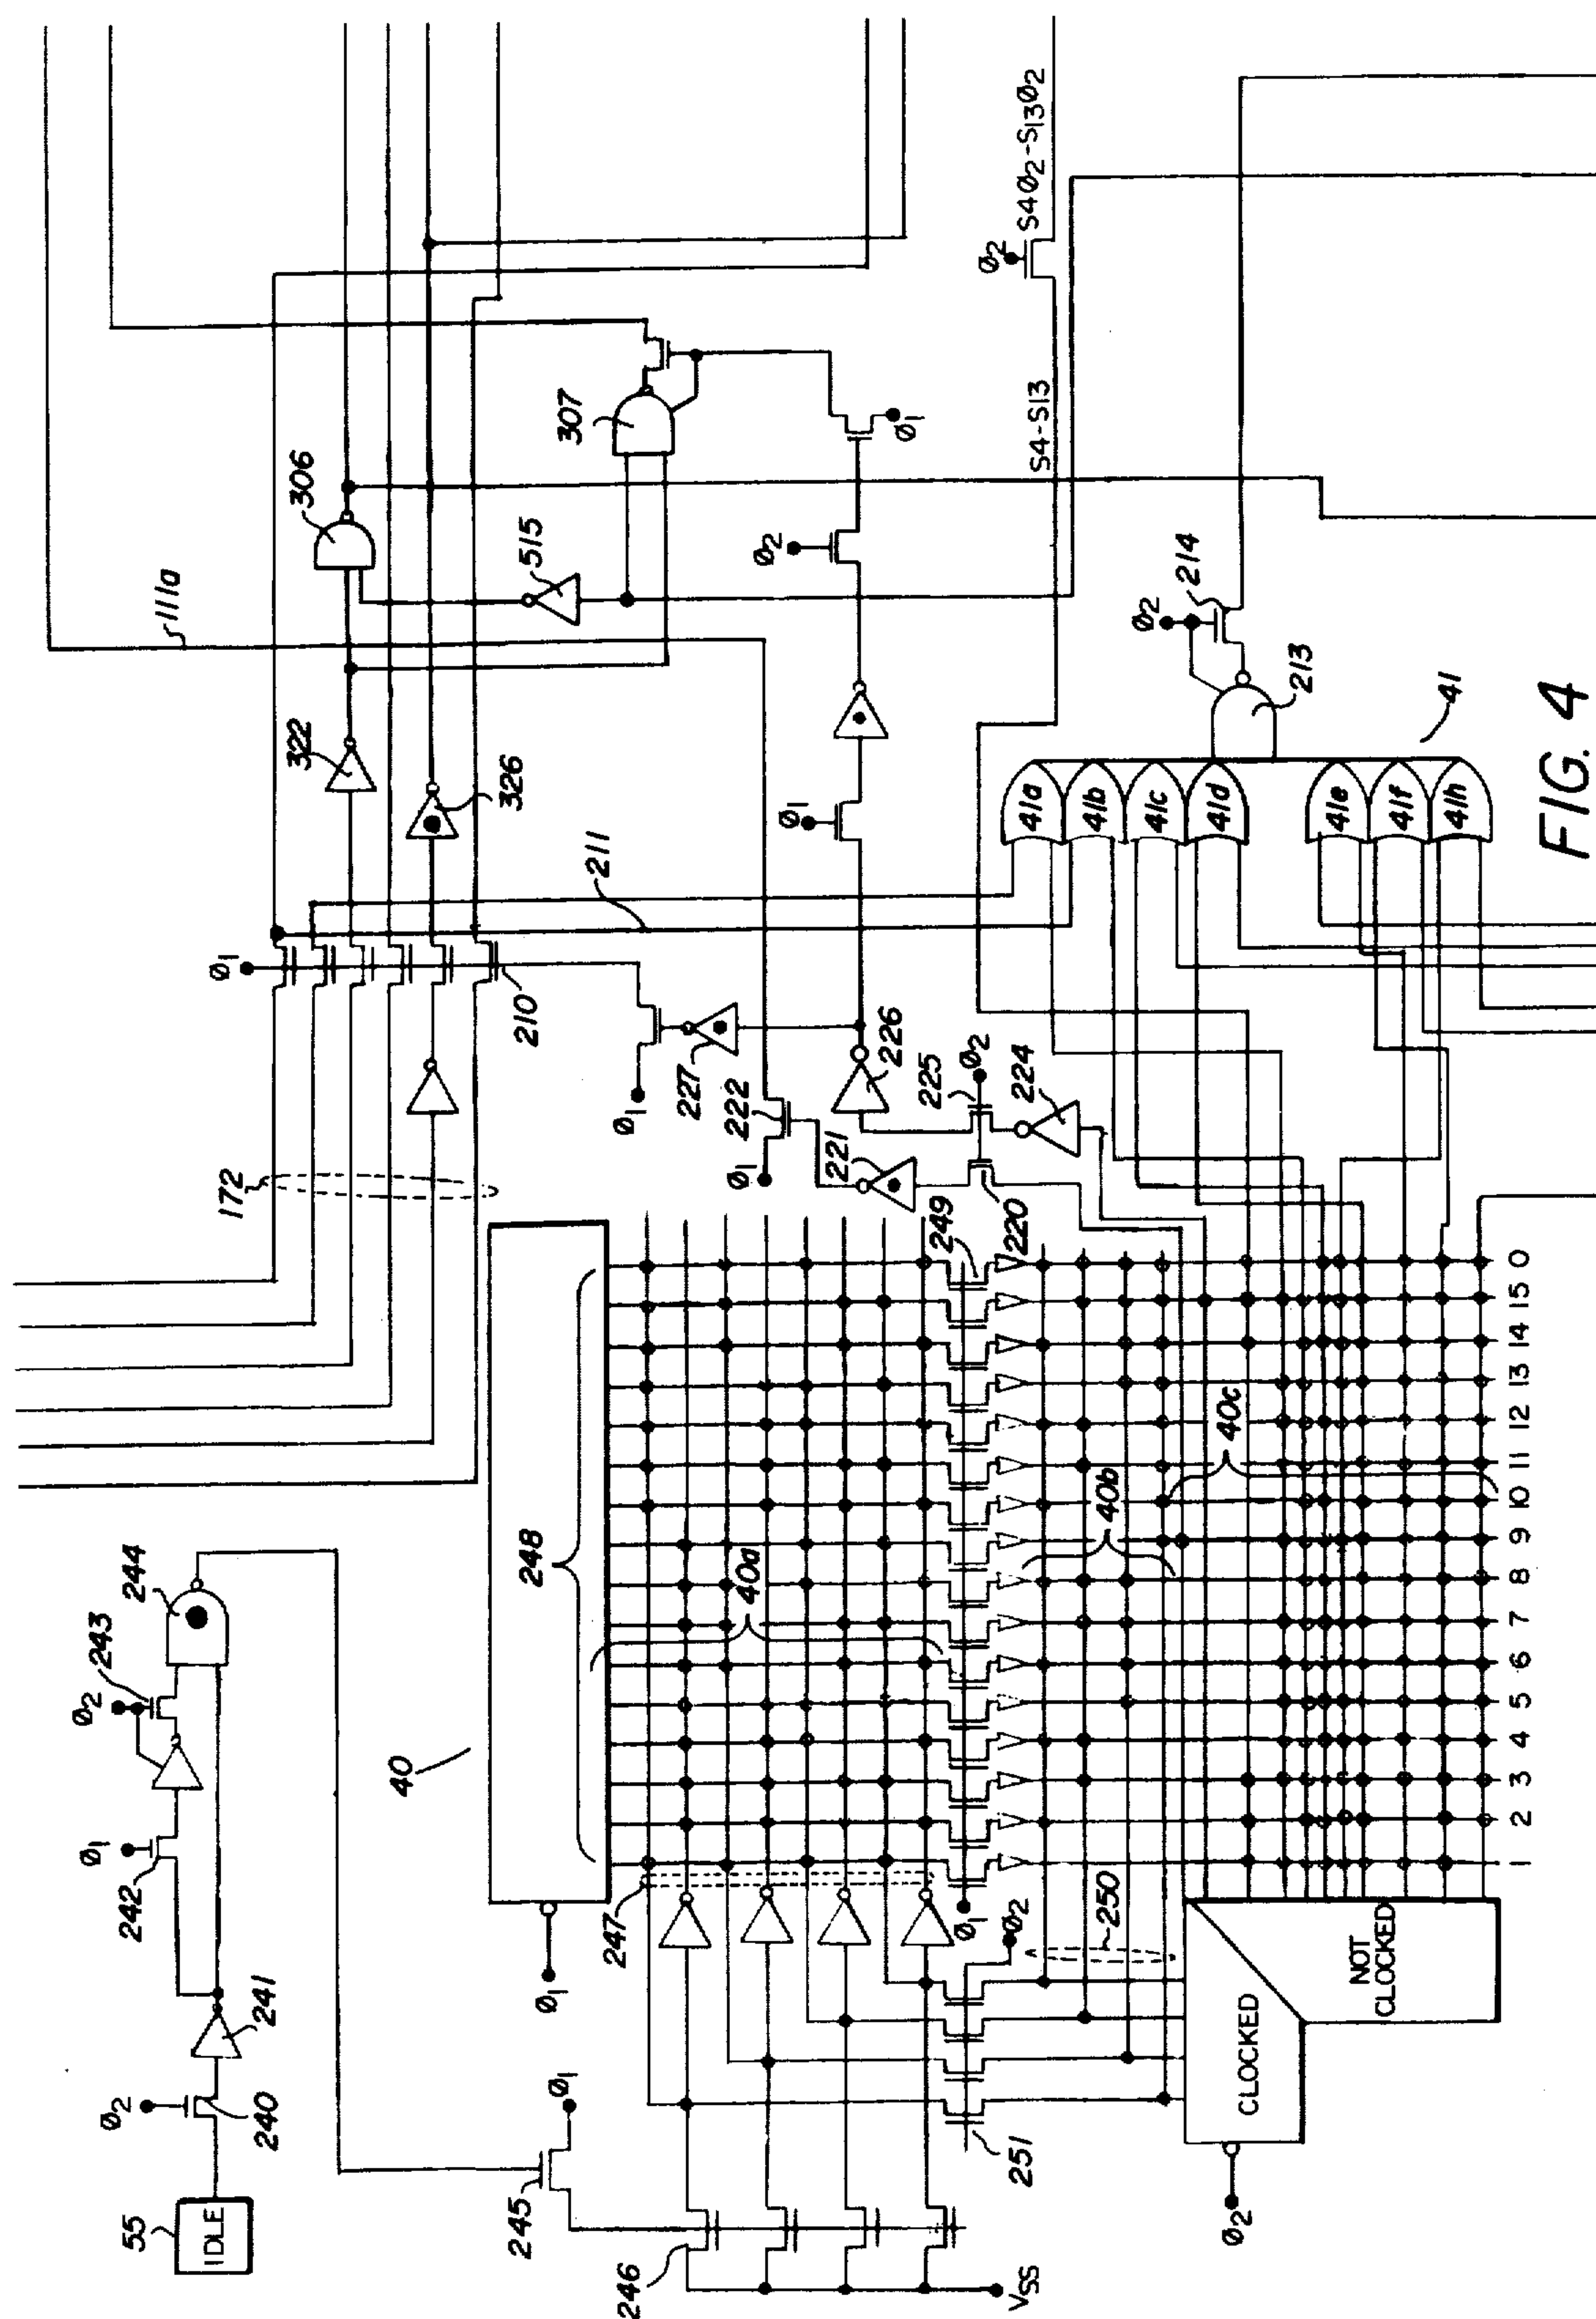 55
IDLE
Ø2
240
241
Ø1
242
Ø2
243
244
245
Ø1
246
VSS
40
248
40a
Ø1
247
172
Ø1
210
211
111a
322
326
306
515
307
Ø1
227
Ø1
222
221
226
225
Ø2
224
220
249
Ø1
Ø2
Ø1
S4-S13
Ø2
S4Ø2-S13Ø2
Ø1
Ø2
251
250
40b
40c
CLOCKED
NOT
CLOCKED
Ø2
1 2 3 4 5 6 7 8 9 10 11 12 13 14 15 0
41a
41b
41c
41d
41e
41f
41h
41
213
214
Ø2
FIG. 4